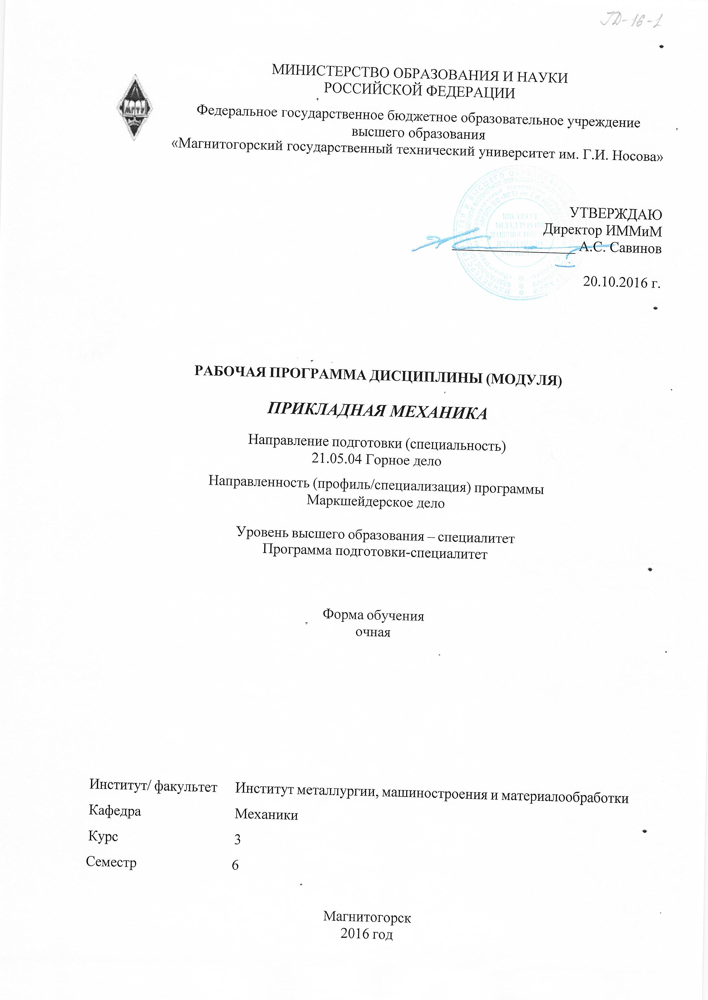 ГД-16-1
МИНИСТЕРСТВО ОБРАЗОВАНИЯ И НАУКИ
РОССИЙСКОЙ ФЕДЕРАЦИИ
Федеральное государственное бюджетное образовательное учреждение
высшего образования
«Магнитогорский государственный технический университет им. Г.И. Носова»
УТВЕРЖДАЮ
Директор ИММиМ
А.С. Савинов
20.10.2016 г.
РАБОЧАЯ ПРОГРАММА ДИСЦИПЛИНЫ (МОДУЛЯ)
ПРИКЛАДНАЯ МЕХАНИКА
Направление подготовки (специальность)
21.05.04 Горное дело
Направленность (профиль/специализация) программы
Маркшейдерское дело
Уровень высшего образования – специалитет
Программа подготовки-специалитет
Форма обучения
очная
Институт/ факультет Институт металлургии, машиностроения и материалообработки
Кафедра Механики
Курс 3
Семестр 6
Магнитогорск
2016 год